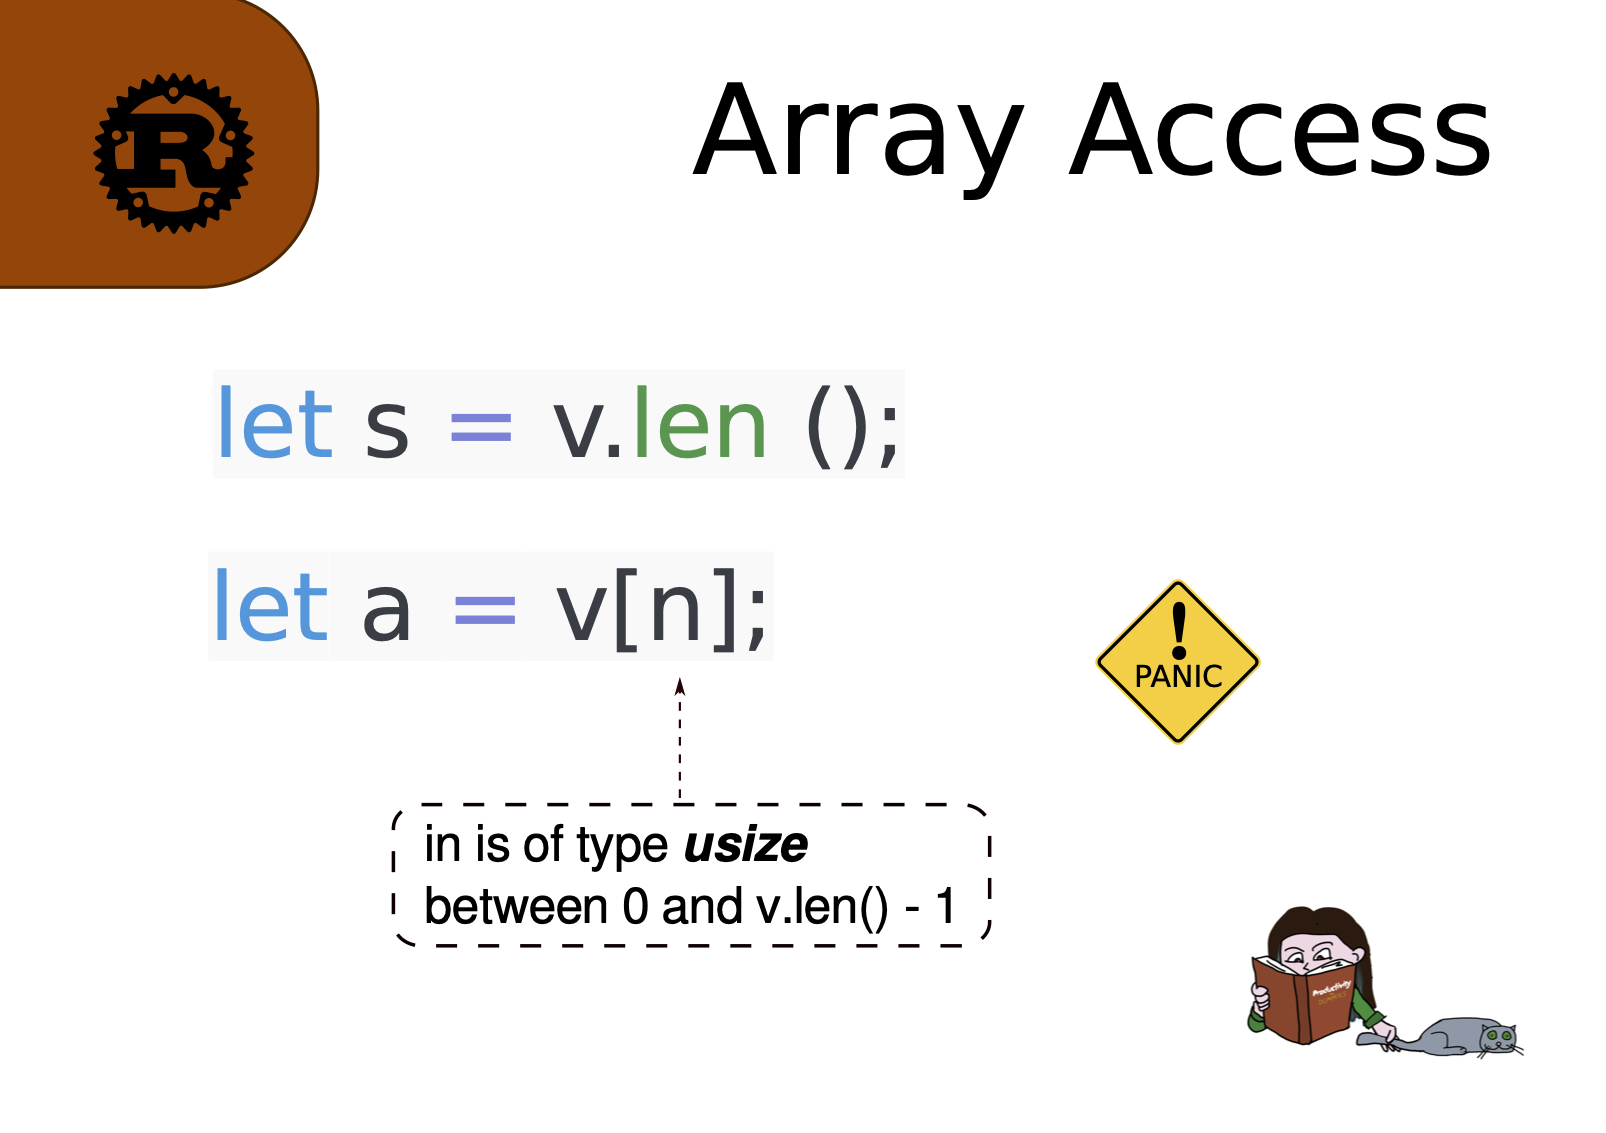 R
Array Access
let s = v.len ();
let a = v[n];
!
PANIC
in is of type usize
between 0 and v.len() - 1
Productivity